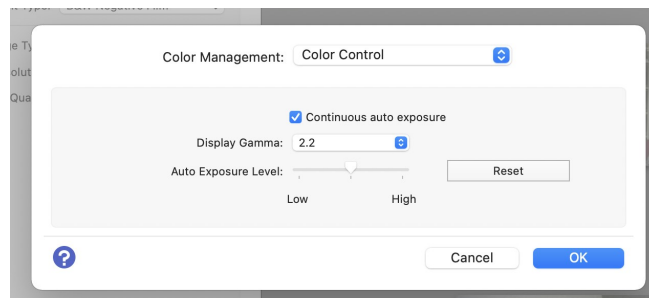 Color Management: Color Control
Continuous auto exposure
Display Gamma: 2.2
Auto Exposure Level:
Reset
Low High
?
Cancel OK